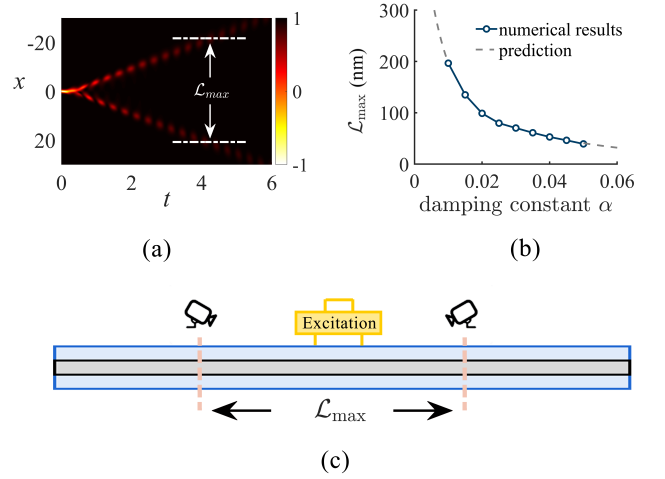 (a)
-20
0
20
x
0
2
4
6
t
ℒmax
1
0
-1
(b)
300
200
100
0
ℒmax (nm)
numerical results
prediction
0
0.02
0.04
0.06
damping constant α
(a)
(b)
Excitation
ℒmax
(c)